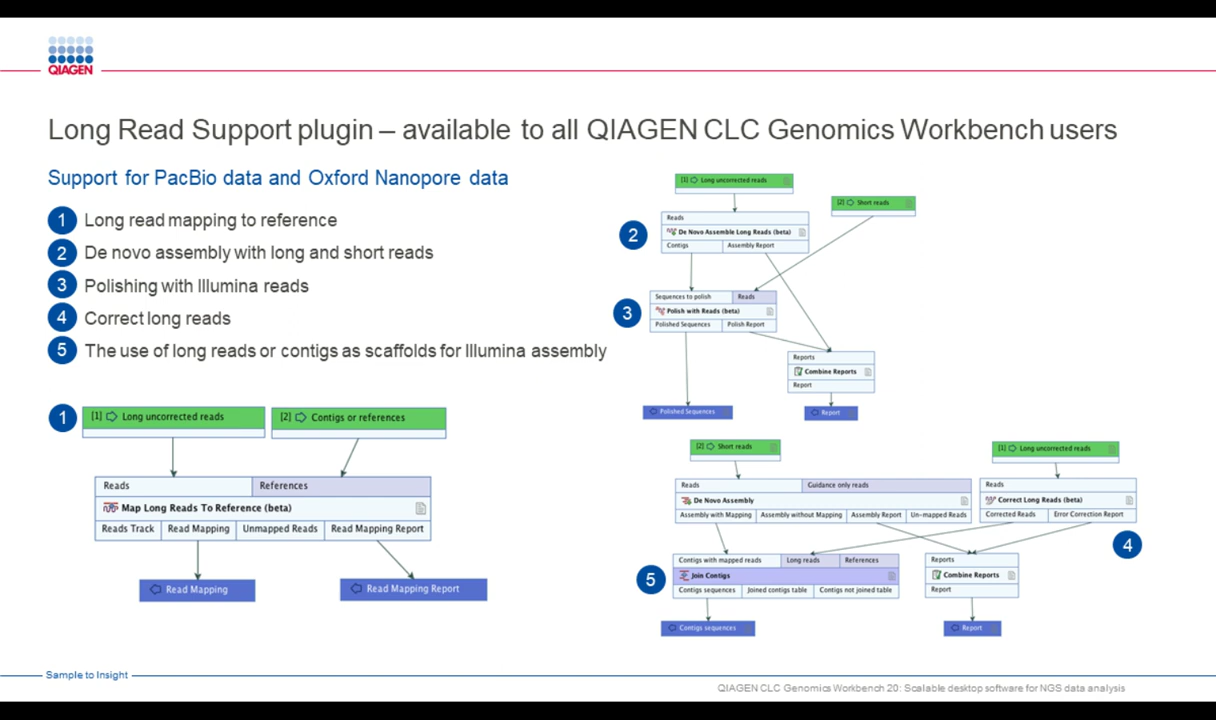 QIAGEN
Long Read Support plugin – available to all QIAGEN CLC Genomics Workbench users
Support for PacBio data and Oxford Nanopore data
1 Long read mapping to reference
2 De novo assembly with long and short reads
3 Polishing with Illumina reads
4 Correct long reads
5 The use of long reads or contigs as scaffolds for Illumina assembly
1
[1] Long uncorrected reads
[2] Contigs or references
Reads References
Map Long Reads To Reference (beta)
Reads Track Read Mapping Unmapped Reads Read Mapping Report
Read Mapping
Read Mapping Report
[1] Long uncorrected reads
[2] Short reads
2
Reads
De Novo Assemble Long Reads (beta)
Contigs Assembly Report
3
Sequences to polish Reads
Polish with Reads (beta)
Polished Sequences Polish Report
Reports
Combine Reports
Report
Polished Sequences
Report
[2] Short reads
[1] Long uncorrected reads
Reads Guidance only reads
De Novo Assembly
Assembly with Mapping Assembly without Mapping Assembly Report Un-mapped Reads
Reads
Correct Long Reads (beta)
Corrected Reads Error Correction Report
4
5
Contigs with mapped reads Long reads References
Join Contigs
Contigs sequences Joined contigs table Contigs not joined table
Reports
Combine Reports
Report
Contigs sequences
Report
Sample to Insight
QIAGEN CLC Genomics Workbench 20: Scalable desktop software for NGS data analysis